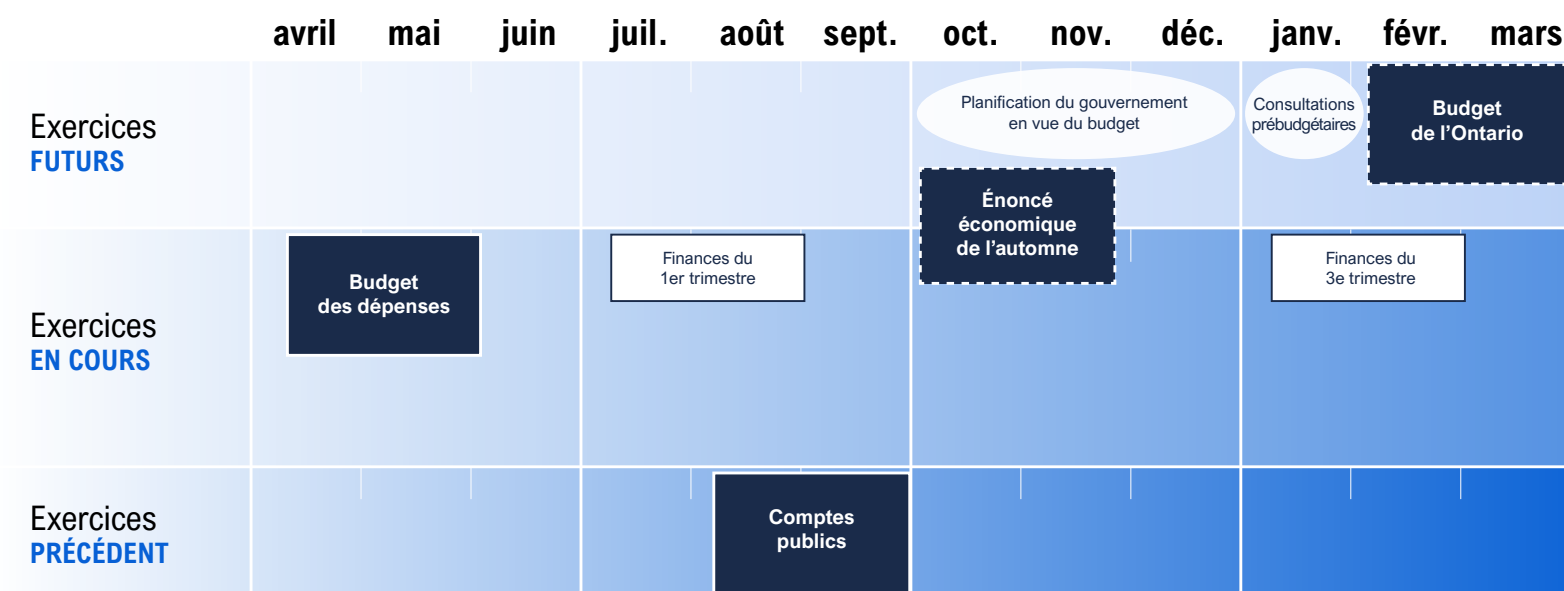 avril mai juin juil. août sept. oct. nov. déc. janv. févr. mars
Exercices
FUTURS
Planification du gouvernement
en vue du budget
Consultations
prébudgétaires
Budget
de l’Ontario
Énoncé
économique
de l’automne
Exercices
EN COURS
Budget
des dépenses
Finances du
1er trimestre
Finances du
3e trimestre
Exercices
PRÉCÉDENT
Comptes
publics